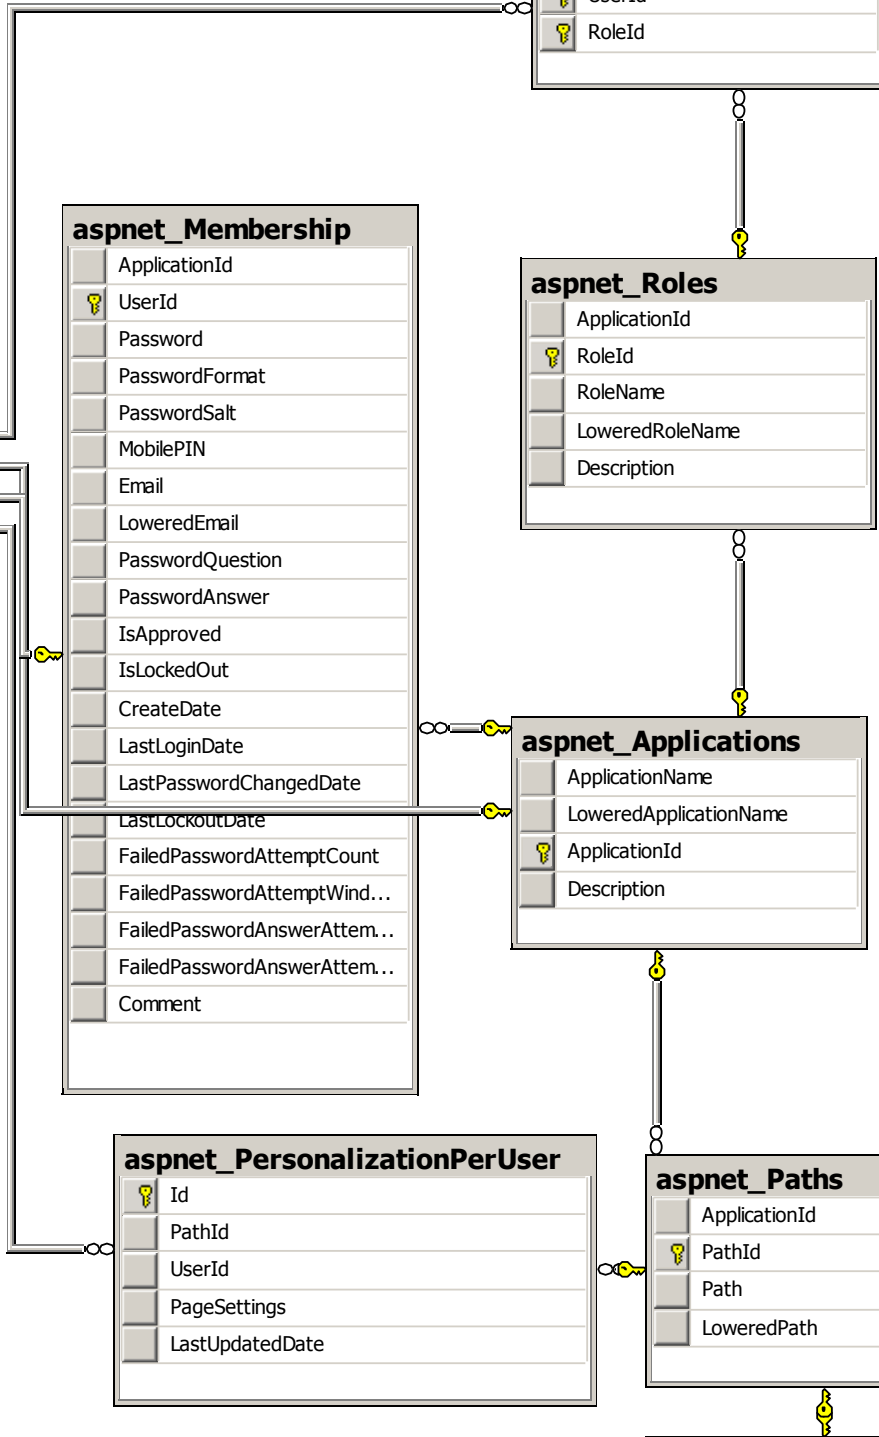 RoleId
aspnet_Membership
ApplicationId
UserId
Password
PasswordFormat
PasswordSalt
MobilePIN
Email
LoweredEmail
PasswordQuestion
PasswordAnswer
IsApproved
IsLockedOut
CreateDate
LastLoginDate
LastPasswordChangedDate
LastLockoutDate
FailedPasswordAttemptCount
FailedPasswordAttemptWind...
FailedPasswordAnswerAttem...
FailedPasswordAnswerAttem...
Comment
aspnet_Roles
ApplicationId
RoleId
RoleName
LoweredRoleName
Description
aspnet_Applications
ApplicationName
LoweredApplicationName
ApplicationId
Description
aspnet_PersonalizationPerUser
Id
PathId
UserId
PageSettings
LastUpdatedDate
aspnet_Paths
ApplicationId
PathId
Path
LoweredPath